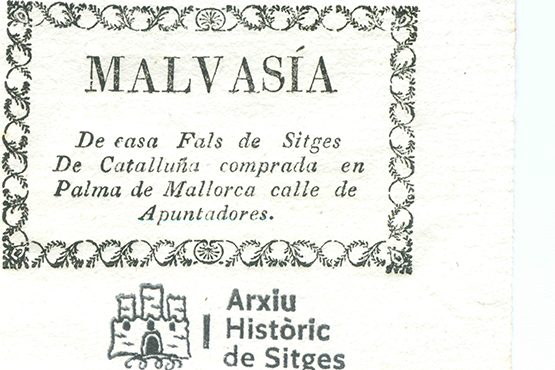 MALVASÍA
De casa Fals de Sitges
De Catalluña comprada en
Palma de Mallorca calle de
Apuntadores.
Arxiu
Històric
de Sitges